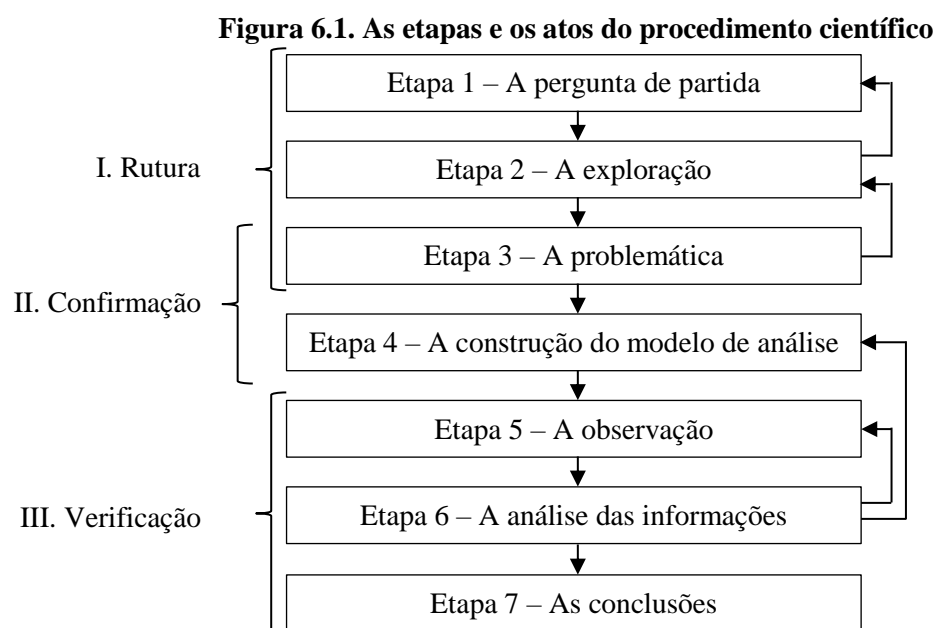 Figura 6.1. As etapas e os atos do procedimento científico
Etapa 1 – A pergunta de partida
I. Rutura
Etapa 2 – A exploração
Etapa 3 – A problemática
II. Confirmação
Etapa 4 – A construção do modelo de análise
Etapa 5 – A observação
III. Verificação
Etapa 6 – A análise das informações
Etapa 7 – As conclusões